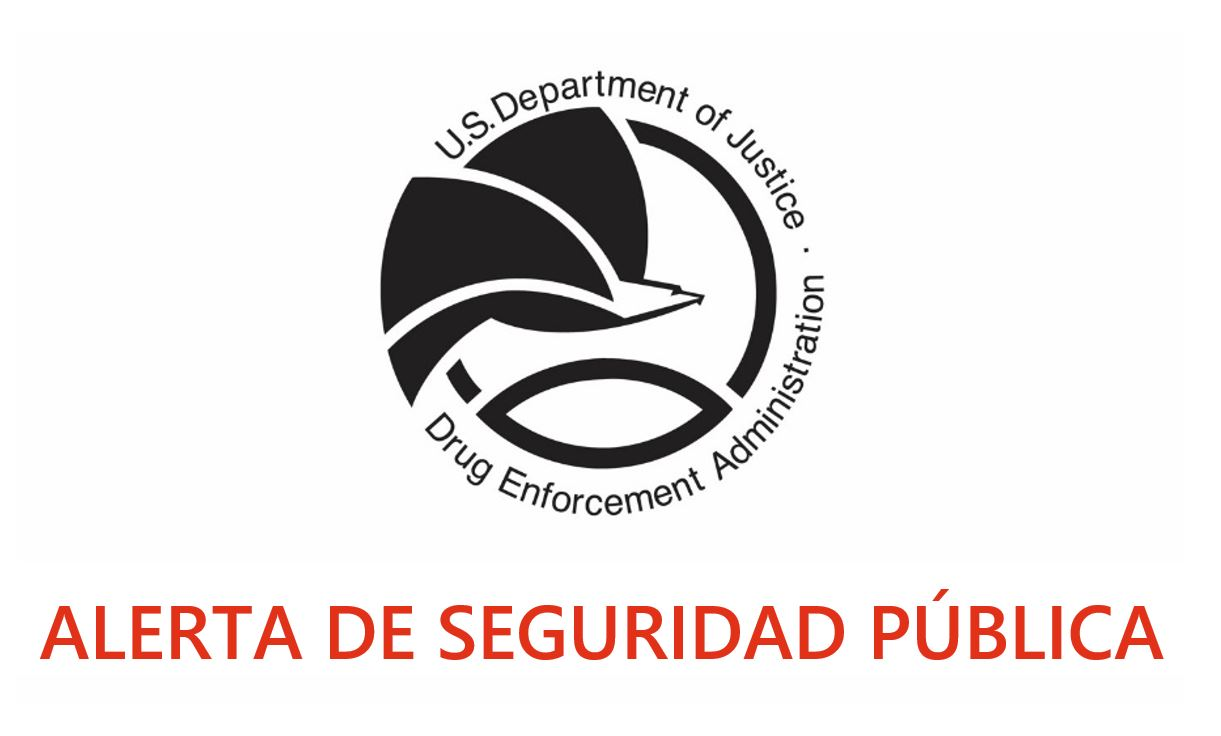 U.S. Department of Justice ·
Drug Enforcement Administration
ALERTA DE SEGURIDAD PÚBLICA